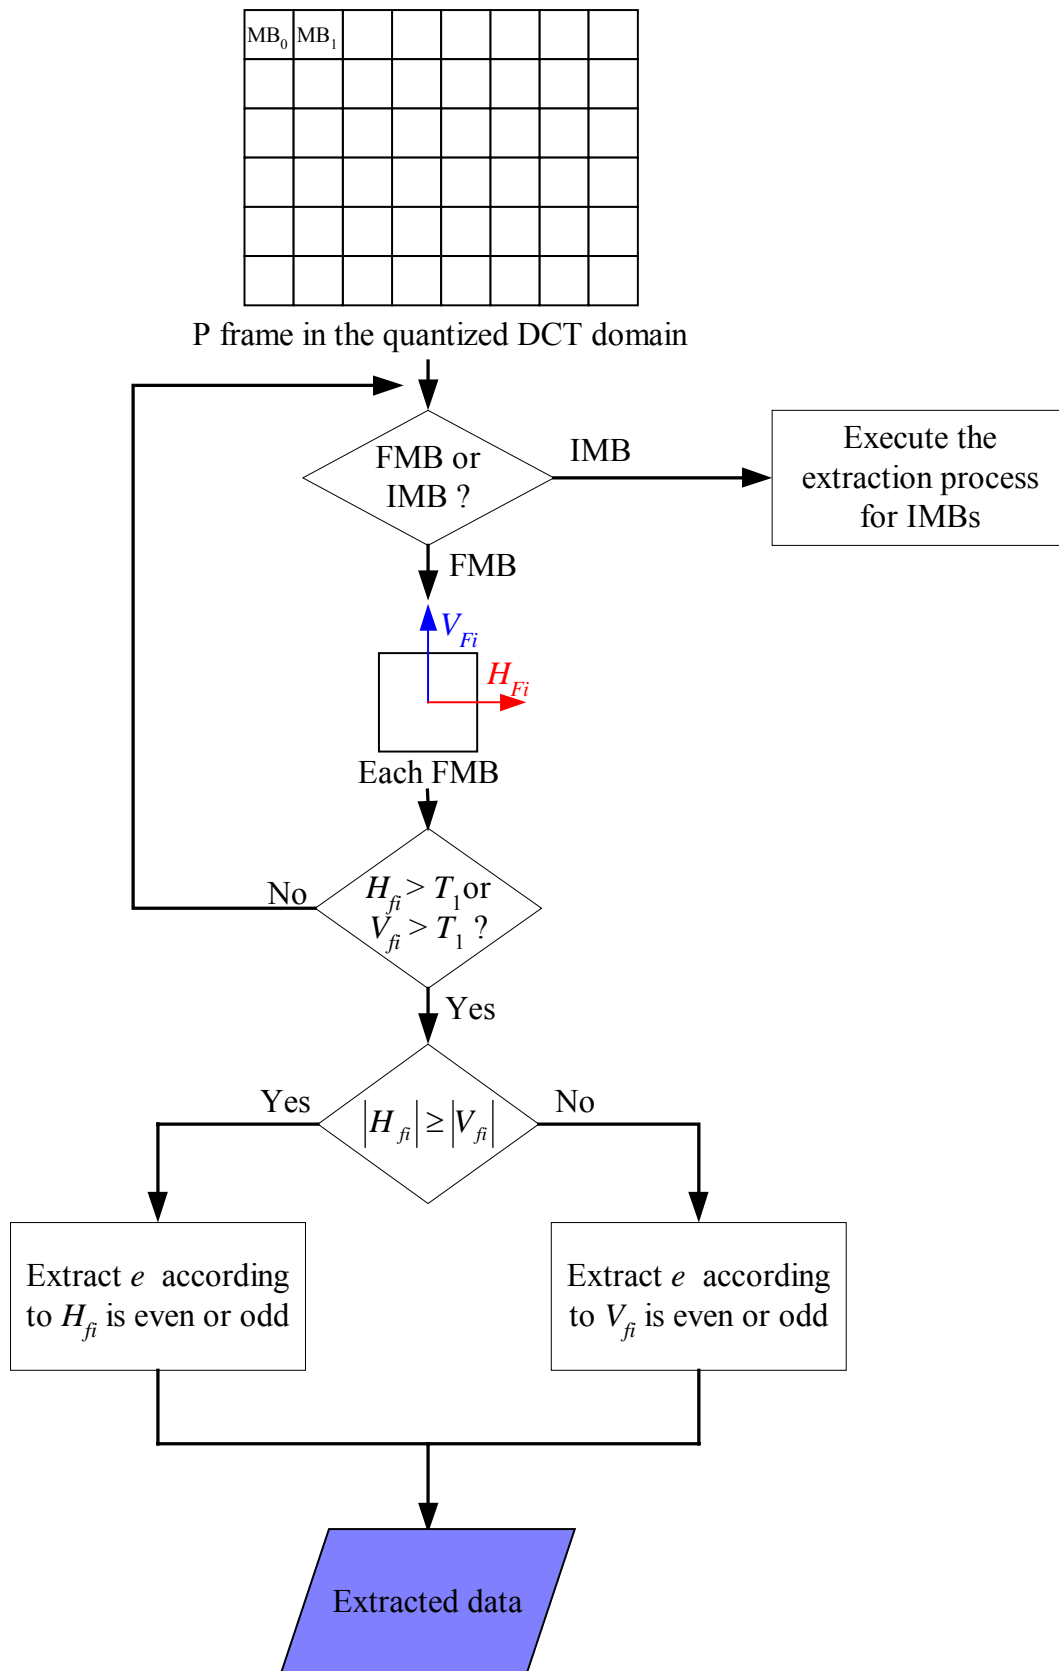 MB0 MB1
P frame in the quantized DCT domain
FMB or
IMB ?
IMB
Execute the
extraction process
for IMBs
FMB
VFi
HFi
Each FMB
No
Hfi > T1 or
Vfi > T1 ?
Yes
Yes
|Hfi| ≥ |Vfi|
No
Extract e according
to Hfi is even or odd
Extract e according
to Vfi is even or odd
Extracted data